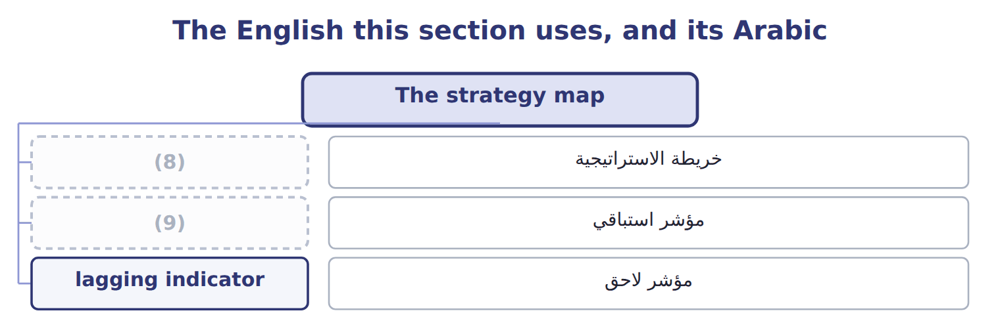 The English this section uses, and its Arabic
The strategy map
(8)
خريطة الاستراتيجية
(9)
مؤشر استباقي
lagging indicator
مؤشر لاحق